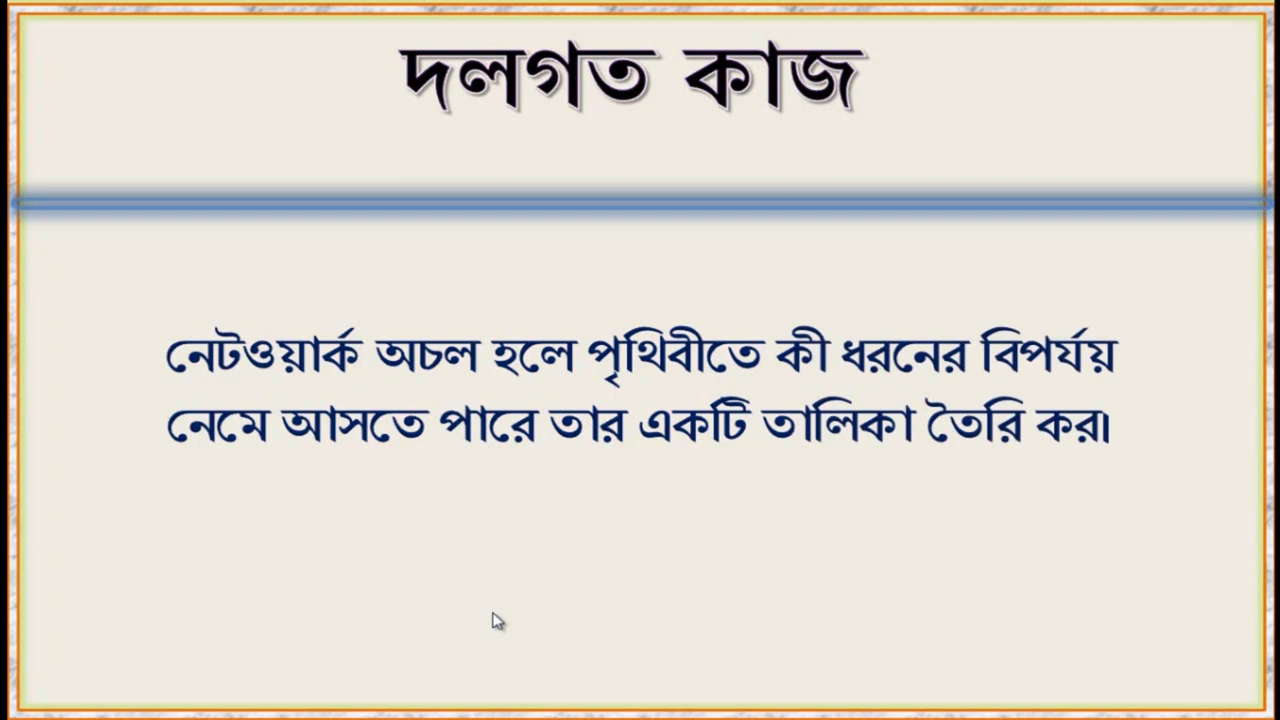 দলগত কাজ
নেটওয়ার্ক অচল হলে পৃথিবীতে কী ধরনের বিপর্যয়
নেমে আসতে পারে তার একটি তালিকা তৈরি কর।